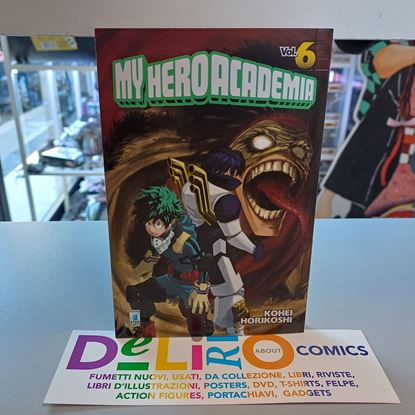 Vol. 6
MY HERO ACADEMIA
KOHEI
HORIKOSHI
DeLiRiO ABOUT COMICS
FUMETTI NUOVI, USATI, DA COLLEZIONE, LIBRI, RIVISTE,
LIBRI D'ILLUSTRAZIONI, POSTERS, DVD, T-SHIRTS, FELPE,
ACTION FIGURES, PORTACHIAVI, GADGETS